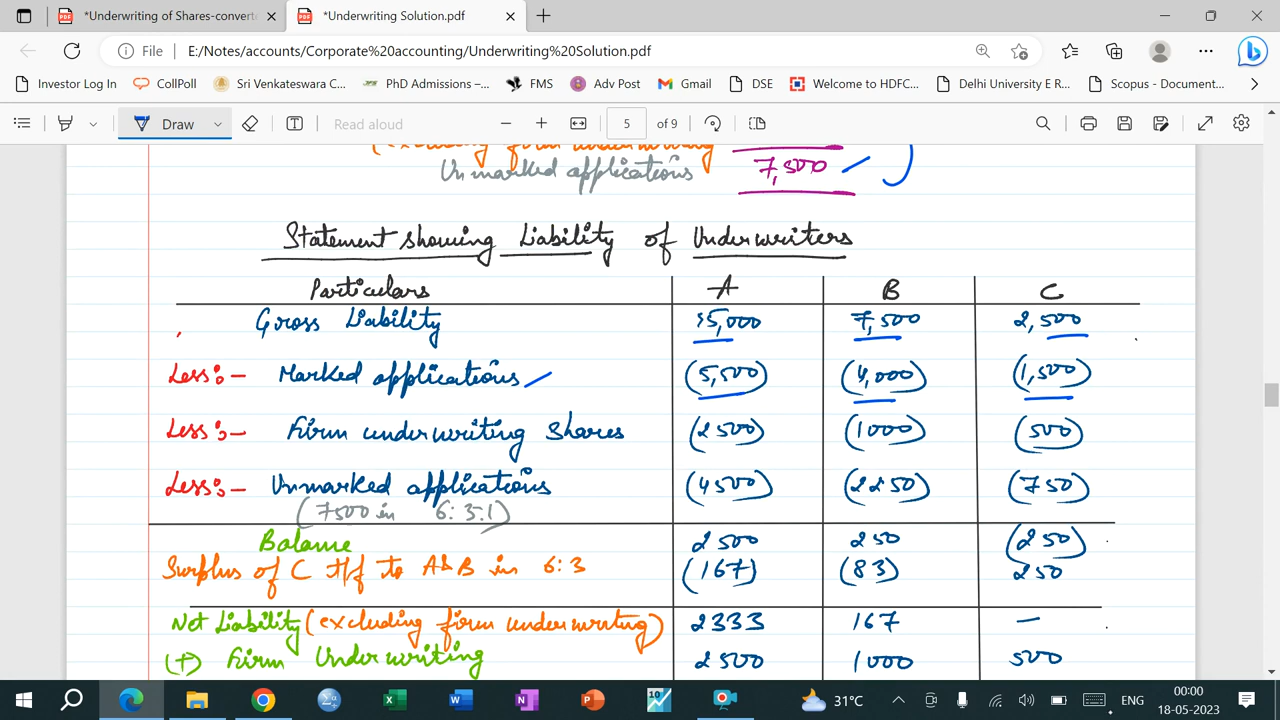 *Underwriting of Shares-converte
*Underwriting Solution.pdf
File E:/Notes/accounts/Corporate%20accounting/Underwriting%20Solution.pdf
Investor Log In CollPoll Sri Venkateswara C... PhD Admissions –... FMS Adv Post Gmail DSE Welcome to HDFC... Delhi University E R... Scopus - Document...
Draw Read aloud 5 of 9
(excluding firm underwriting
Unmarked applications 7,500
Statement showing Liability of Underwriters
Particulars A B C
Gross Liability 15,000 7,500 2,500
Less:- Marked applications (5,500) (4,000) (1,500)
Less:- Firm underwriting shares (2500) (1000) (500)
Less:- Unmarked applications (4500) (2250) (750)
(7500 in 6:3:1)
Balance 2500 250 (250)
Surplus of C t/f to A&B in 6:3 (167) (83) 250
Net Liability (excluding firm underwriting) 2333 167 —
(+) Firm Underwriting 2500 1000 500
10
31°C
ENG
00:00
18-05-2023